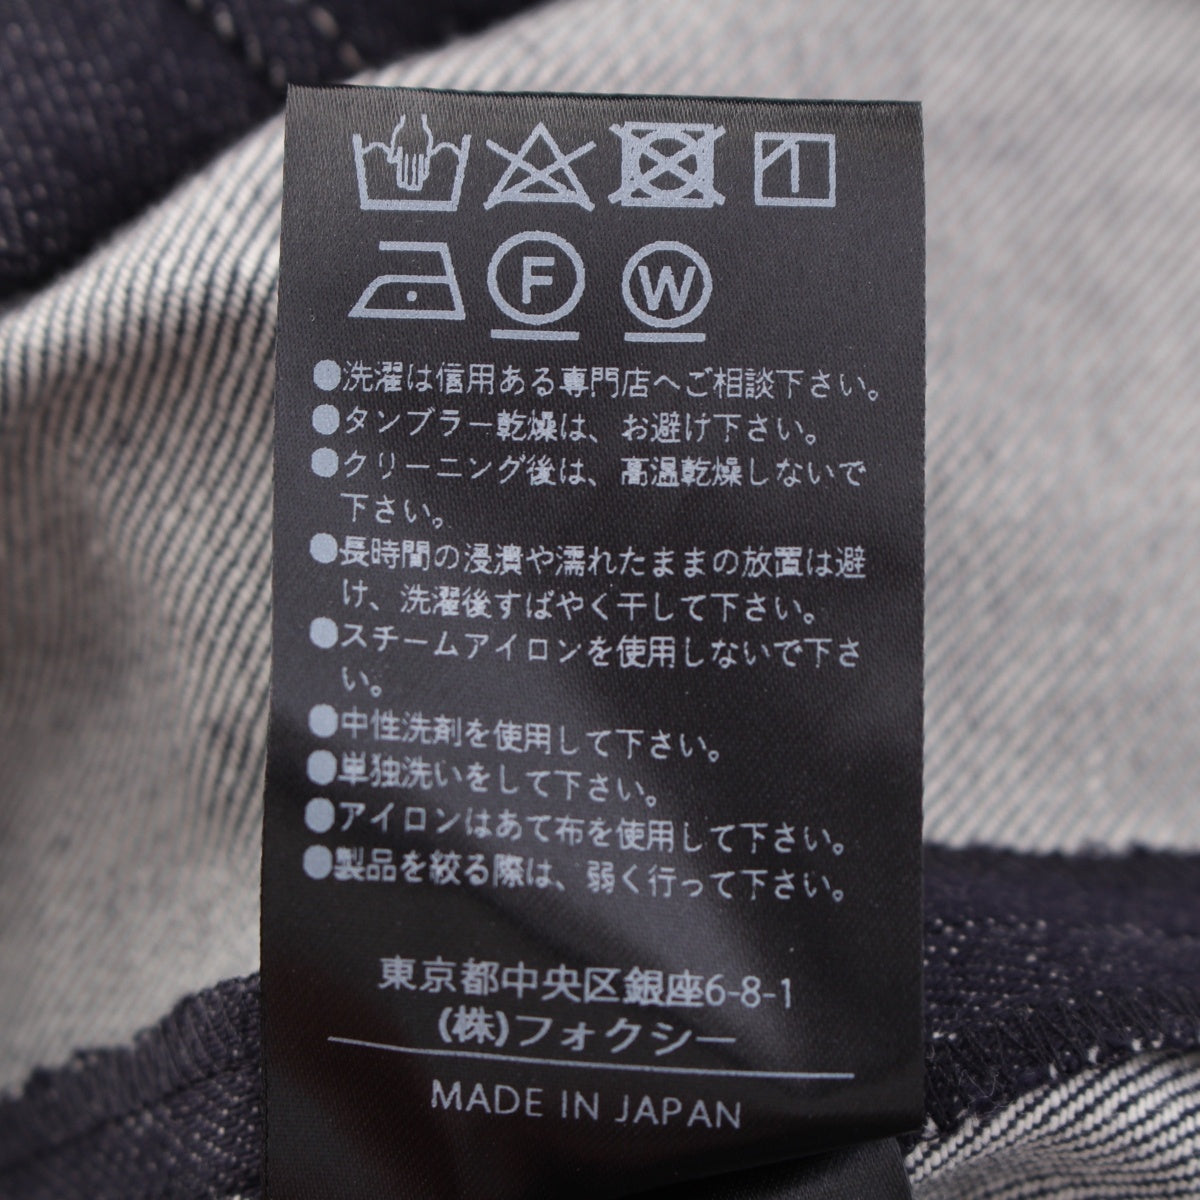 F W
●洗濯は信用ある専門店へご相談下さい。
●タンブラー乾燥は、お避け下さい。
●クリーニング後は、高温乾燥しないで
下さい。
●長時間の浸漬や濡れたままの放置は避
け、洗濯後すばやく干して下さい。
●スチームアイロンを使用しないで下さ
い。
●中性洗剤を使用して下さい。
●単独洗いをして下さい。
●アイロンはあて布を使用して下さい。
●製品を絞る際は、弱く行って下さい。
東京都中央区銀座6-8-1
(株)フォクシー
MADE IN JAPAN